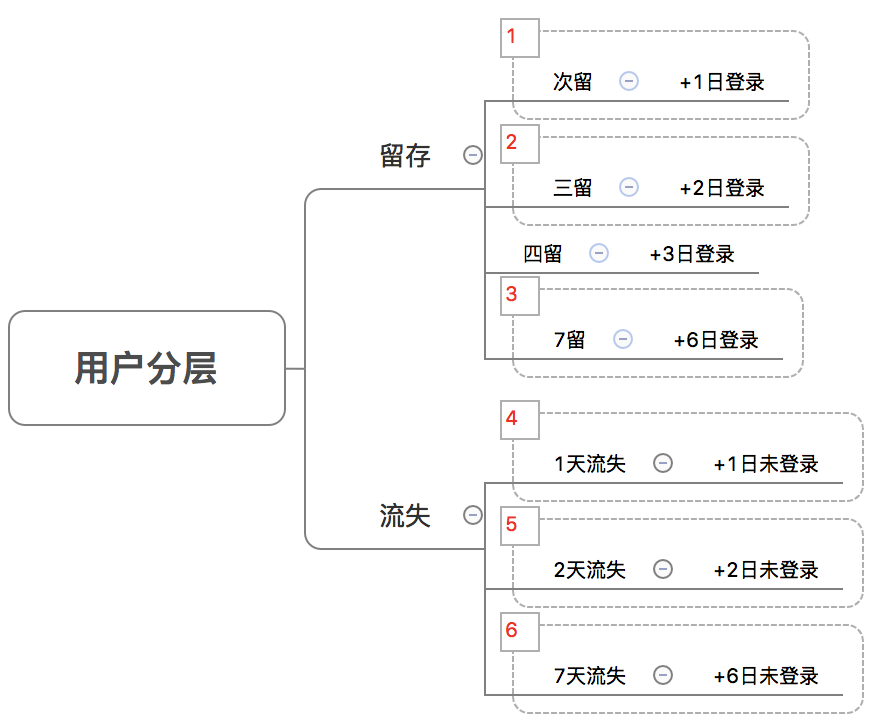 用户分层
留存
1
次留 +1日登录
2
三留 +2日登录
四留 +3日登录
3
7留 +6日登录
流失
4
1天流失 +1日未登录
5
2天流失 +2日未登录
6
7天流失 +6日未登录